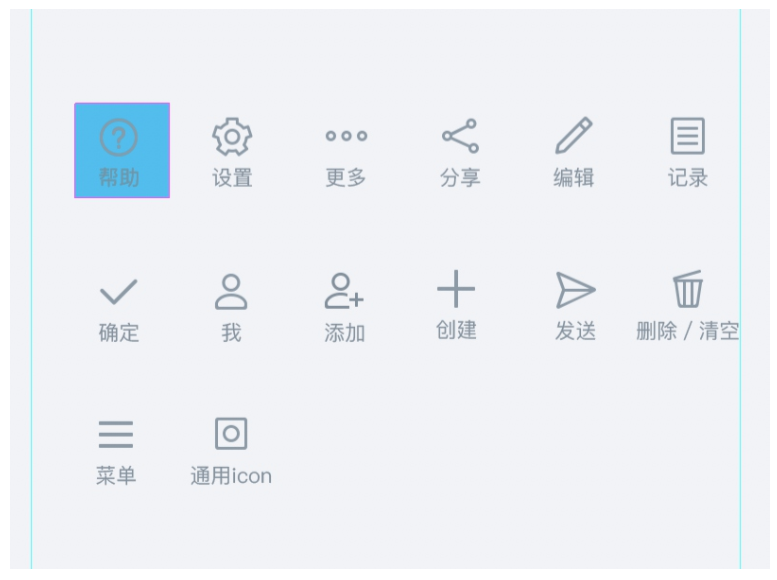 帮助 设置 更多 分享 编辑 记录
确定 我 添加 创建 发送 删除 / 清空
菜单 通用icon